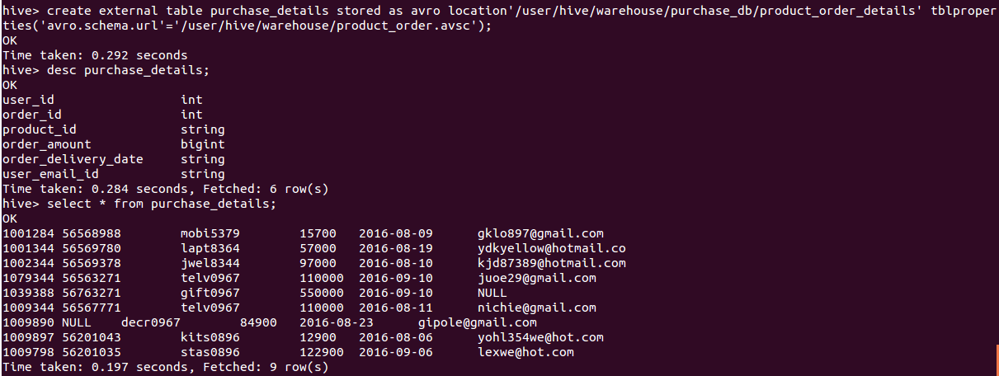 hive> create external table purchase_details stored as avro location'/user/hive/warehouse/purchase_db/product_order_details' tblproper
ties('avro.schema.url'='/user/hive/warehouse/product_order.avsc');
OK
Time taken: 0.292 seconds
hive> desc purchase_details;
OK
user_id                 int
order_id                int
product_id              string
order_amount            bigint
order_delivery_date     string
user_email_id           string
Time taken: 0.284 seconds, Fetched: 6 row(s)
hive> select * from purchase_details;
OK
1001284 56568988        mobi5379        15700   2016-08-09      gklo897@gmail.com
1001344 56569780        lapt8364        57000   2016-08-19      ydkyellow@hotmail.co
1002344 56569378        jwel8344        97000   2016-08-10      kjd87389@hotmail.com
1079344 56563271        telv0967        110000  2016-09-10      juoe29@gmail.com
1039388 56763271        gift0967        550000  2016-09-10      NULL
1009344 56567771        telv0967        110000  2016-08-11      nichie@gmail.com
1009890 NULL    decr0967        84900   2016-08-23      gipole@gmail.com
1009897 56201043        kits0896        12900   2016-08-06      yohl354we@hot.com
1009798 56201035        stas0896        122900  2016-09-06      lexwe@hot.com
Time taken: 0.197 seconds, Fetched: 9 row(s)